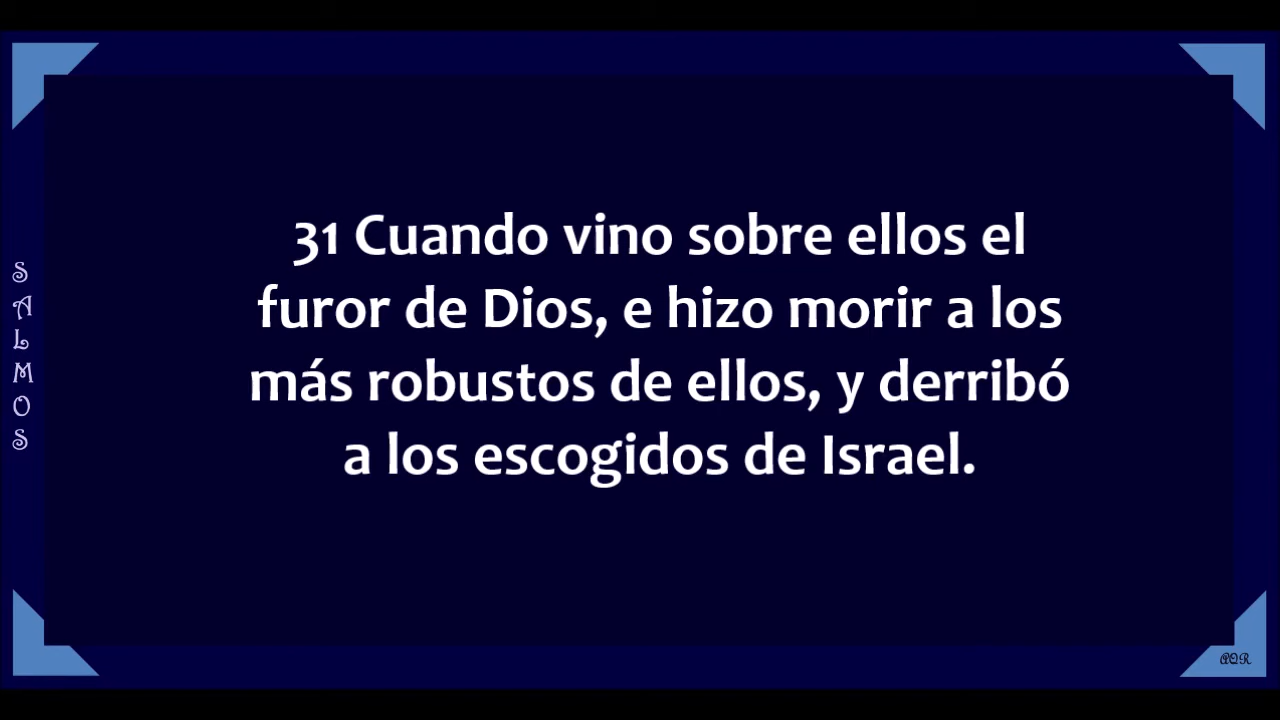 SALMOS
31 Cuando vino sobre ellos el
furor de Dios, e hizo morir a los
más robustos de ellos, y derribó
a los escogidos de Israel.